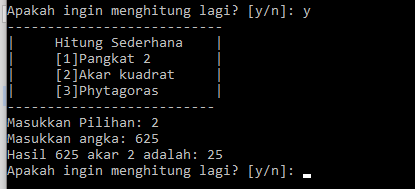 Apakah ingin menghitung lagi? [y/n]: y
---------------------------
|     Hitung Sederhana    |
|     [1]Pangkat 2        |
|     [2]Akar kuadrat     |
|     [3]Phytagoras       |
--------------------------
Masukkan Pilihan: 2
Masukkan angka: 625
Hasil 625 akar 2 adalah: 25
Apakah ingin menghitung lagi? [y/n]: